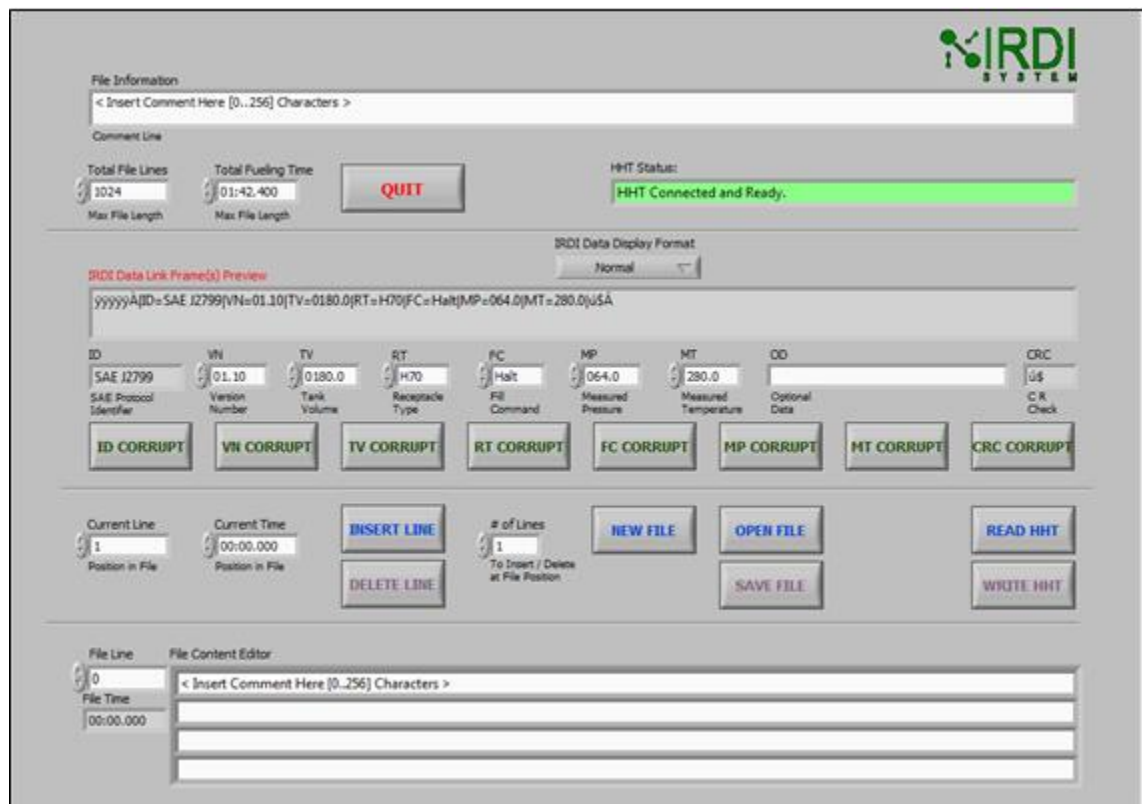 IRDI
SYSTEM
File Information
< Insert Comment Here [0..256] Characters >
Comment Line
Total File Lines Total Fueling Time HHT Status:
1024 01:42.400 QUIT HHT Connected and Ready.
Max File Length Max File Length
IRDI Data Display Format
Normal
IRDI Data Link Frame(s) Preview
ÿÿÿÿÿÀ|ID=SAE J2799|VN=01.10|TV=0180.0|RT=H70|FC=Halt|MP=064.0|MT=280.0|ú$Á
ID VN TV RT FC MP MT OD CRC
SAE J2799 01.10 0180.0 H70 Halt 064.0 280.0 ú$
SAE Protocol Version Tank Receptacle Fill Measured Measured Optional C R
Identifier Number Volume Type Command Pressure Temperature Data Check
ID CORRUPT VN CORRUPT TV CORRUPT RT CORRUPT FC CORRUPT MP CORRUPT MT CORRUPT CRC CORRUPT
Current Line Current Time INSERT LINE # of Lines NEW FILE OPEN FILE READ HHT
1 00:00.000 1
Position in File Position in File To Insert / Delete
at File Position
DELETE LINE SAVE FILE WRITE HHT
File Line File Content Editor
0 < Insert Comment Here [0..256] Characters >
File Time
00:00.000